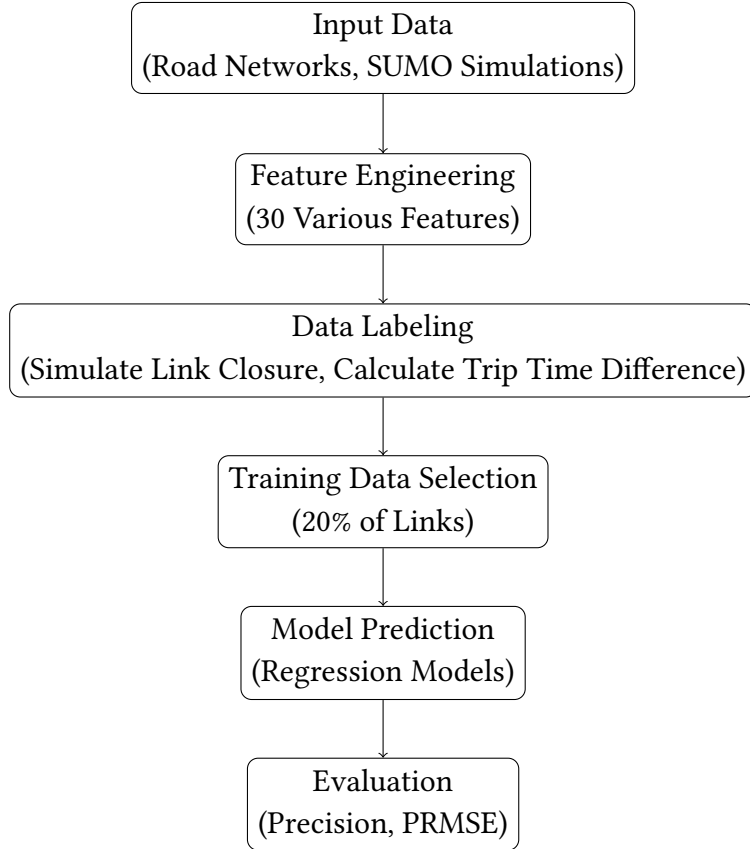 Input Data
(Road Networks, SUMO Simulations)
Feature Engineering
(30 Various Features)
Data Labeling
(Simulate Link Closure, Calculate Trip Time Difference)
Training Data Selection
(20% of Links)
Model Prediction
(Regression Models)
Evaluation
(Precision, PRMSE)